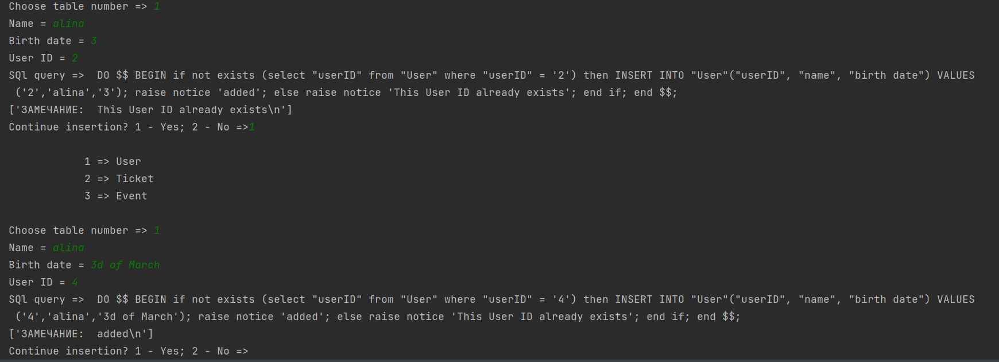 Choose table number => 1
Name = alina
Birth date = 3
User ID = 2
SQl query =>  DO $$ BEGIN if not exists (select "userID" from "User" where "userID" = '2') then INSERT INTO "User"("userID", "name", "birth date") VALUES
('2','alina','3'); raise notice 'added'; else raise notice 'This User ID already exists'; end if; end $$;
['ЗАМЕЧАНИЕ:  This User ID already exists\n']
Continue insertion? 1 - Yes; 2 - No =>1
1 => User
2 => Ticket
3 => Event
Choose table number => 1
Name = alina
Birth date = 3d of March
User ID = 4
SQl query =>  DO $$ BEGIN if not exists (select "userID" from "User" where "userID" = '4') then INSERT INTO "User"("userID", "name", "birth date") VALUES
('4','alina','3d of March'); raise notice 'added'; else raise notice 'This User ID already exists'; end if; end $$;
['ЗАМЕЧАНИЕ:  added\n']
Continue insertion? 1 - Yes; 2 - No =>